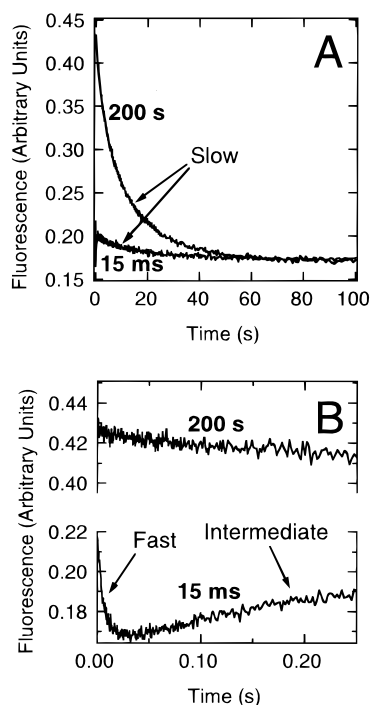 0.45
A
0.40
200 s
0.35
0.30
Slow
0.25
0.20
15 ms
0.15
0 20 40 60 80 100
Fluorescence (Arbitrary Units)
Time (s)
B
0.44
200 s
0.42
0.40
0.22
Fast Intermediate
0.20
15 ms
0.18
0.00 0.10 0.20
Fluorescence (Arbitrary Units)
Time (s)